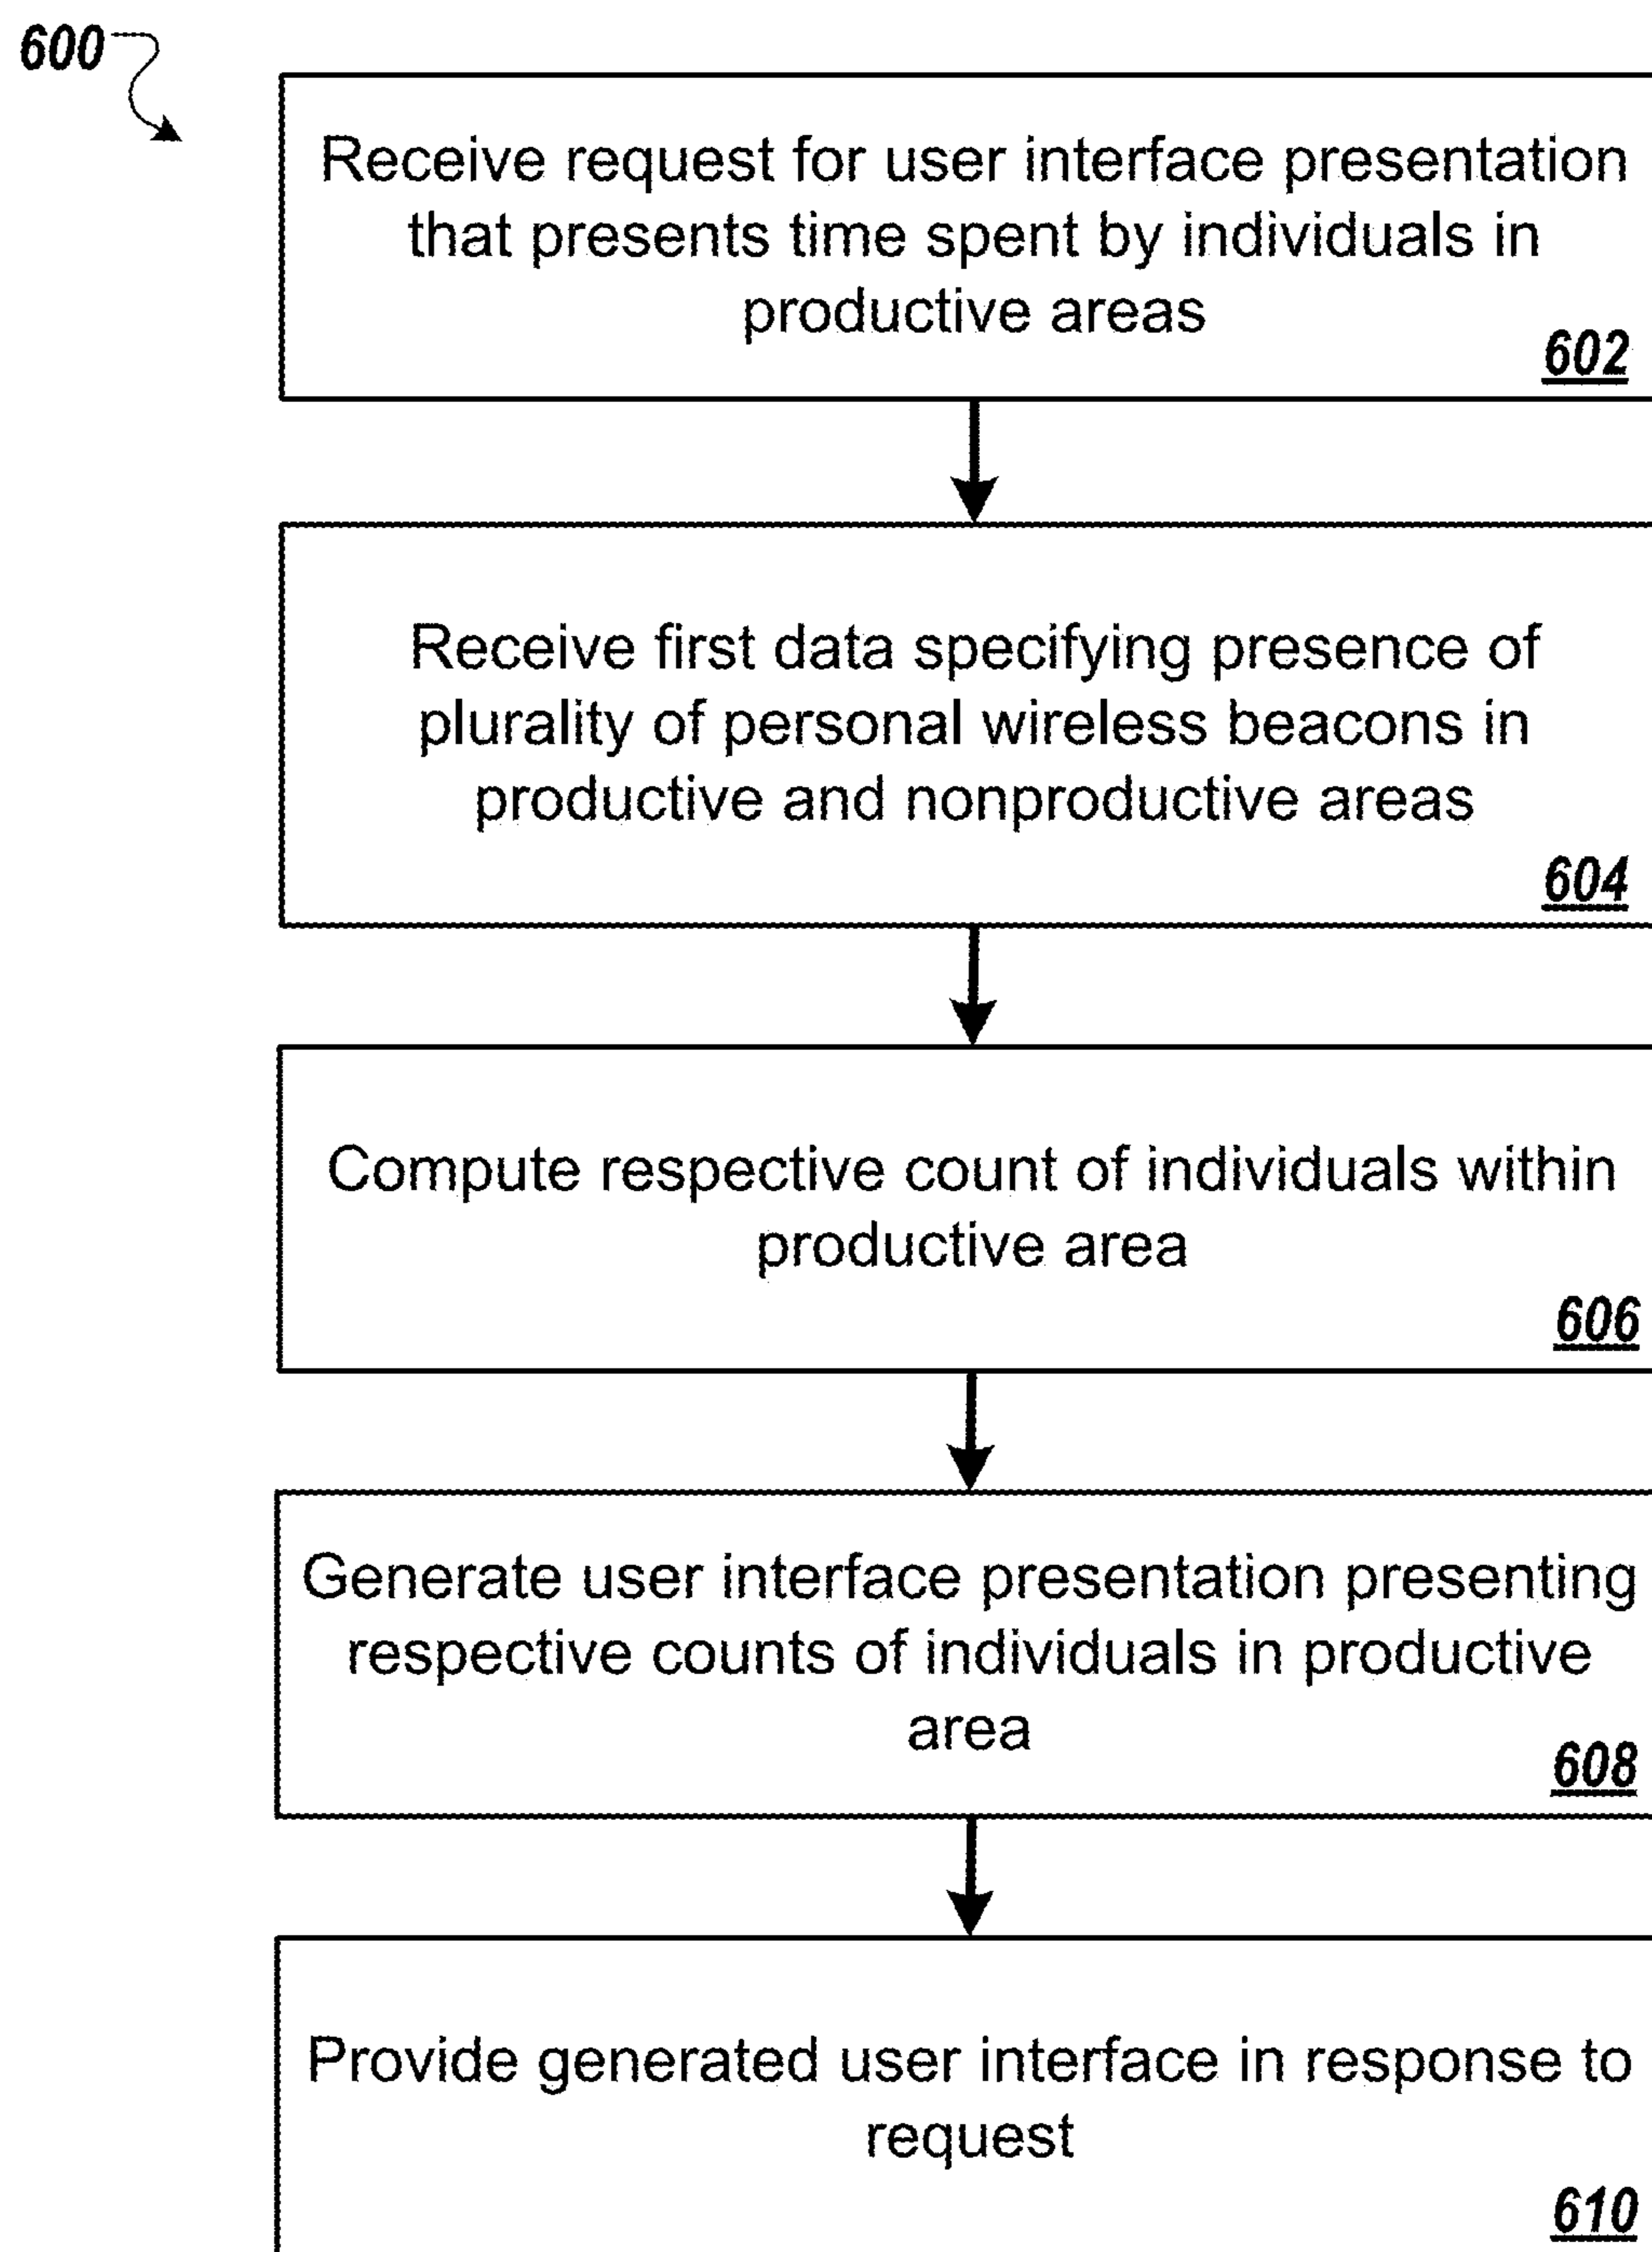 600
Receive request for user interface presentation
that presents time spent by individuals in
productive areas
602
Receive first data specifying presence of
plurality of personal wireless beacons in
productive and nonproductive areas
604
Compute respective count of individuals within
productive area
606
Generate user interface presentation presenting
respective counts of individuals in productive
area
608
Provide generated user interface in response to
request
610